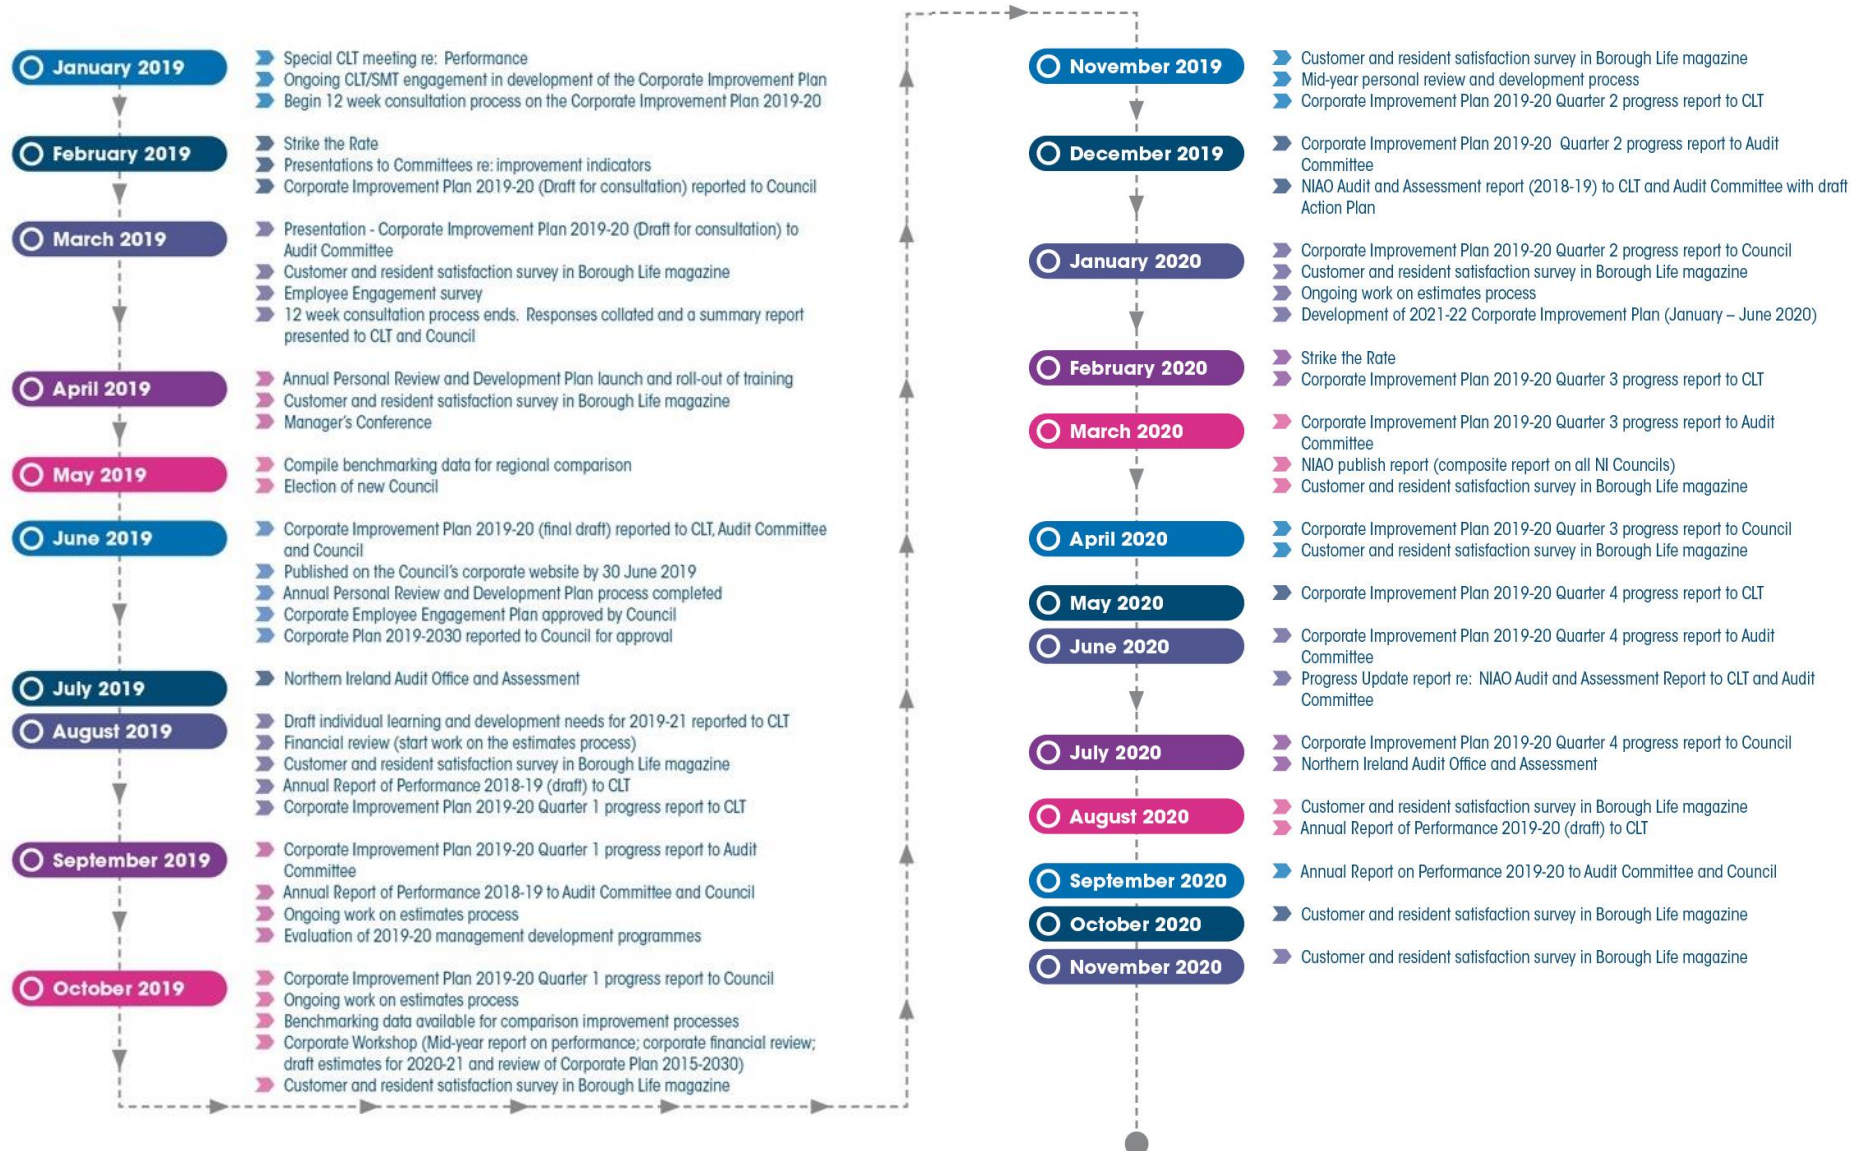 January 2019
Special CLT meeting re: Performance
Ongoing CLT/SMT engagement in development of the Corporate Improvement Plan
Begin 12 week consultation process on the Corporate Improvement Plan 2019-20
February 2019
Strike the Rate
Presentations to Committees re: improvement indicators
Corporate Improvement Plan 2019-20 (Draft for consultation) reported to Council
March 2019
Presentation - Corporate Improvement Plan 2019-20 (Draft for consultation) to
Audit Committee
Customer and resident satisfaction survey in Borough Life magazine
Employee Engagement survey
12 week consultation process ends. Responses collated and a summary report
presented to CLT and Council
April 2019
Annual Personal Review and Development Plan launch and roll-out of training
Customer and resident satisfaction survey in Borough Life magazine
Manager's Conference
May 2019
Compile benchmarking data for regional comparison
Election of new Council
June 2019
Corporate Improvement Plan 2019-20 (final draft) reported to CLT, Audit Committee
and Council
Published on the Council's corporate website by 30 June 2019
Annual Personal Review and Development Plan process completed
Corporate Employee Engagement Plan approved by Council
Corporate Plan 2019-2030 reported to Council for approval
July 2019
Northern Ireland Audit Office and Assessment
August 2019
Draft individual learning and development needs for 2019-21 reported to CLT
Financial review (start work on the estimates process)
Customer and resident satisfaction survey in Borough Life magazine
Annual Report of Performance 2018-19 (draft) to CLT
Corporate Improvement Plan 2019-20 Quarter 1 progress report to CLT
September 2019
Corporate Improvement Plan 2019-20 Quarter 1 progress report to Audit
Committee
Annual Report of Performance 2018-19 to Audit Committee and Council
Ongoing work on estimates process
Evaluation of 2019-20 management development programmes
October 2019
Corporate Improvement Plan 2019-20 Quarter 1 progress report to Council
Ongoing work on estimates process
Benchmarking data available for comparison improvement processes
Corporate Workshop (Mid-year report on performance; corporate financial review;
draft estimates for 2020-21 and review of Corporate Plan 2015-2030)
Customer and resident satisfaction survey in Borough Life magazine
November 2019
Customer and resident satisfaction survey in Borough Life magazine
Mid-year personal review and development process
Corporate Improvement Plan 2019-20 Quarter 2 progress report to CLT
December 2019
Corporate Improvement Plan 2019-20 Quarter 2 progress report to Audit
Committee
NIAO Audit and Assessment report (2018-19) to CLT and Audit Committee with draft
Action Plan
January 2020
Corporate Improvement Plan 2019-20 Quarter 2 progress report to Council
Customer and resident satisfaction survey in Borough Life magazine
Ongoing work on estimates process
Development of 2021-22 Corporate Improvement Plan (January – June 2020)
February 2020
Strike the Rate
Corporate Improvement Plan 2019-20 Quarter 3 progress report to CLT
March 2020
Corporate Improvement Plan 2019-20 Quarter 3 progress report to Audit
Committee
NIAO publish report (composite report on all NI Councils)
Customer and resident satisfaction survey in Borough Life magazine
April 2020
Corporate Improvement Plan 2019-20 Quarter 3 progress report to Council
Customer and resident satisfaction survey in Borough Life magazine
May 2020
Corporate Improvement Plan 2019-20 Quarter 4 progress report to CLT
June 2020
Corporate Improvement Plan 2019-20 Quarter 4 progress report to Audit
Committee
Progress Update report re: NIAO Audit and Assessment Report to CLT and Audit
Committee
July 2020
Corporate Improvement Plan 2019-20 Quarter 4 progress report to Council
Northern Ireland Audit Office and Assessment
August 2020
Customer and resident satisfaction survey in Borough Life magazine
Annual Report of Performance 2019-20 (draft) to CLT
September 2020
Annual Report on Performance 2019-20 to Audit Committee and Council
October 2020
Customer and resident satisfaction survey in Borough Life magazine
November 2020
Customer and resident satisfaction survey in Borough Life magazine